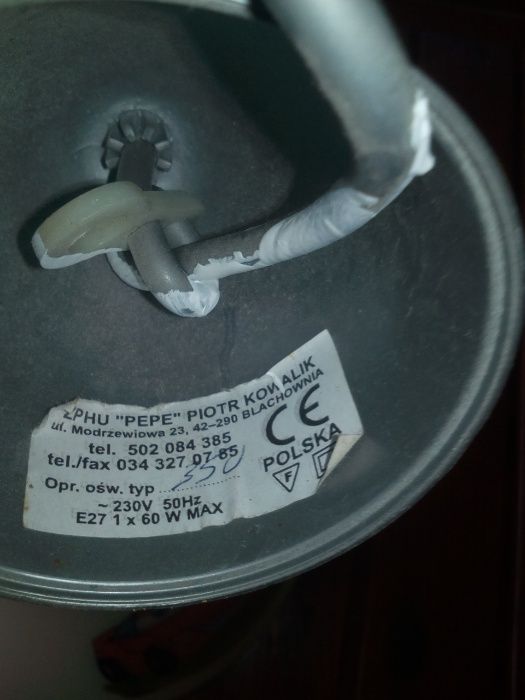 ZPHU "PEPE" PIOTR KOWALIK
ul. Modrzewiowa 23, 42-290 BLACHOWNIA
tel. 502 084 385
tel./fax 034 327 07 85
CE
POLSKA
F
Opr. ośw. typ 350
~ 230V 50Hz
E27 1 x 60 W MAX